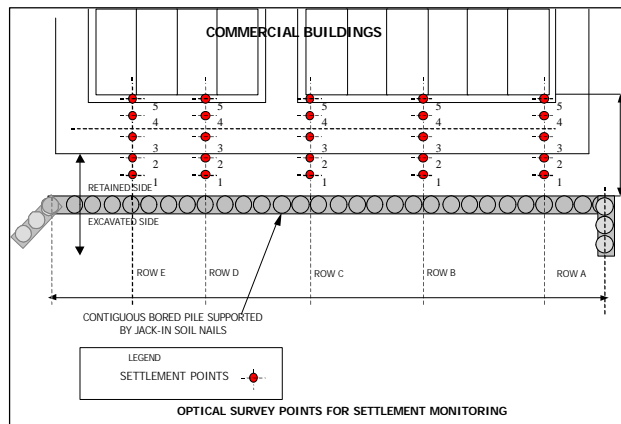 COMMERCIAL BUILDINGS
5 5 5 5 5
4 4 4 4 4
3 3 3 3 3
2 2 2 2 2
1 1 1 1 1
RETAINED SIDE
EXCAVATED SIDE
ROW E ROW D ROW C ROW B ROW A
CONTIGUOUS BORED PILE SUPPORTED
BY JACK-IN SOIL NAILS
LEGEND
SETTLEMENT POINTS
OPTICAL SURVEY POINTS FOR SETTLEMENT MONITORING